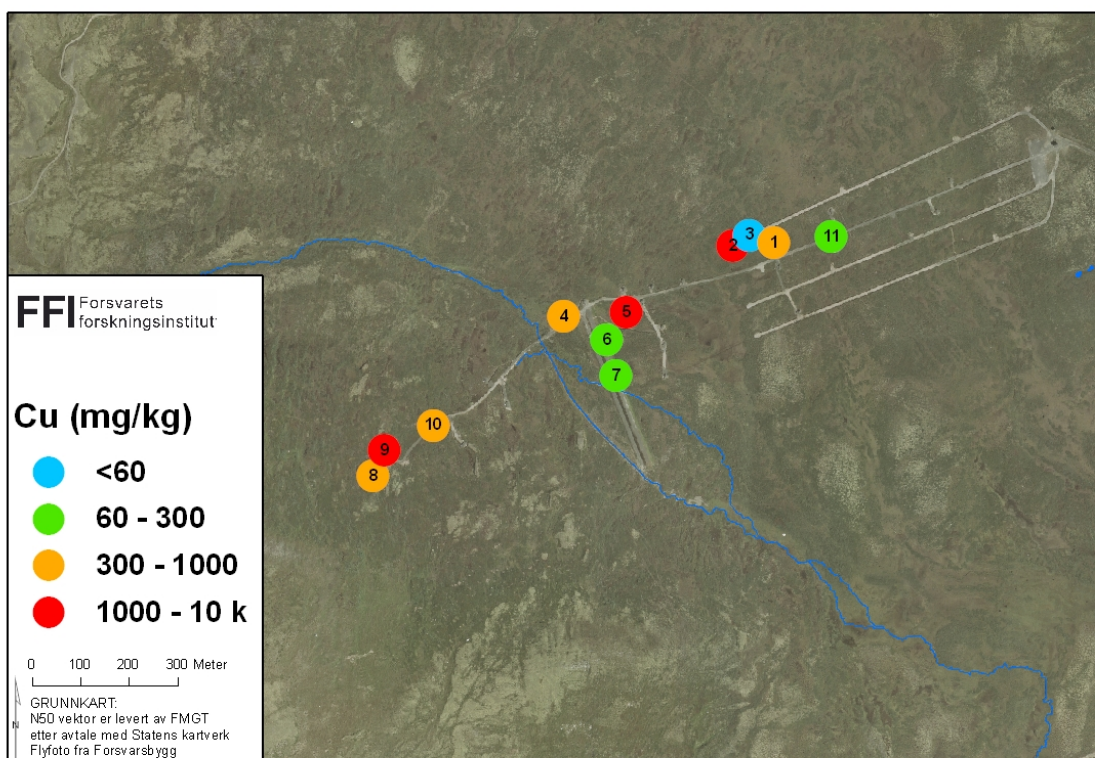 11
3
1
2
5
4
6
7
10
9
8
FFI Forsvarets
forskningsinstitutt
Cu (mg/kg)
<60
60 - 300
300 - 1000
1000 - 10 k
0 100 200 300 Meter
N
GRUNNKART:
N50 vektor er levert av FMGT
etter avtale med Statens kartverk
Flyfoto fra Forsvarsbygg